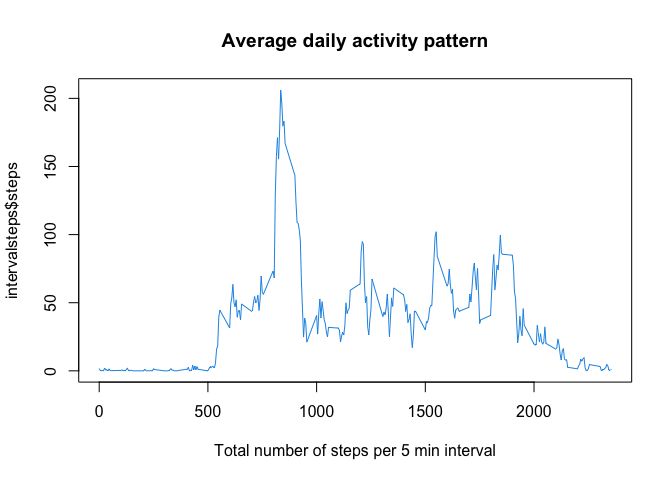 Average daily activity pattern
intervalsteps$steps
200
150
100
50
0
0 500 1000 1500 2000
Total number of steps per 5 min interval